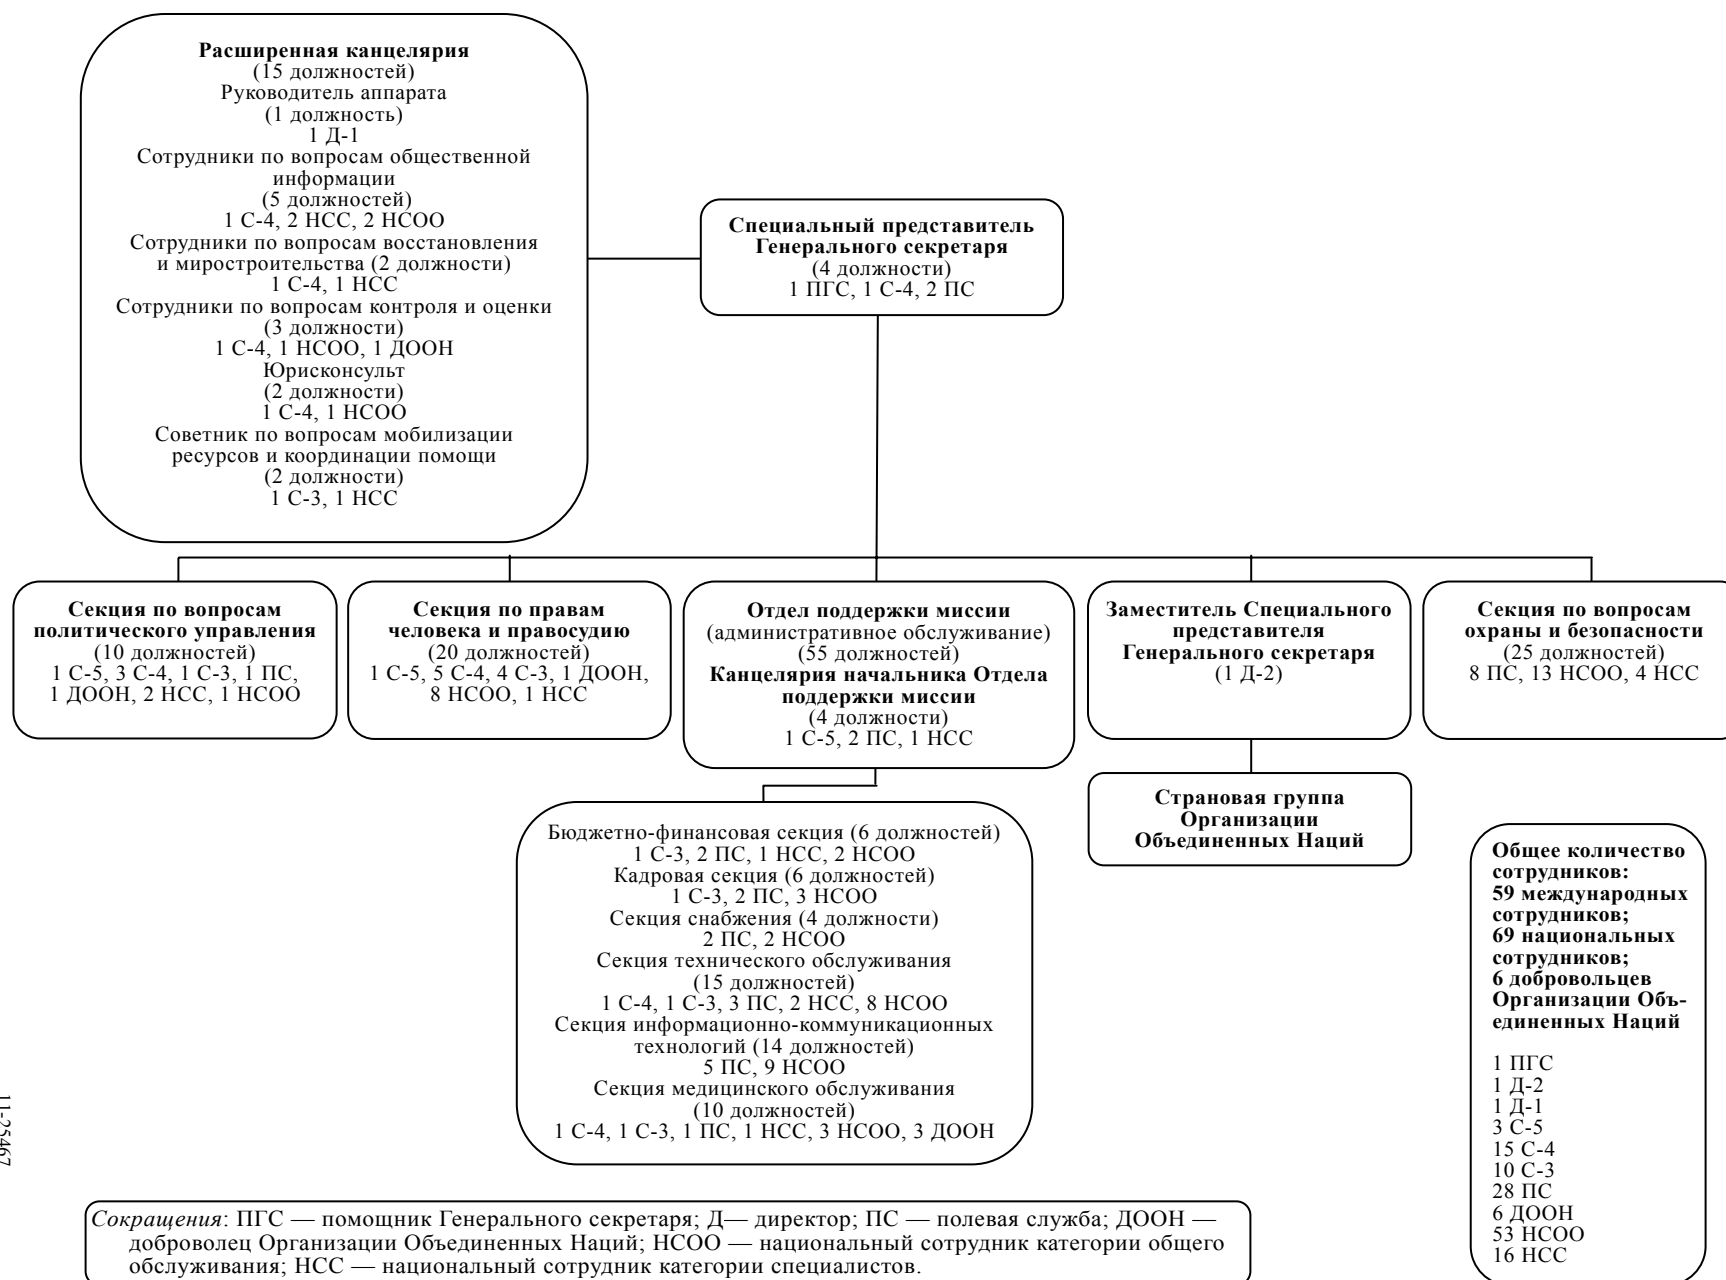 Расширенная канцелярия
(15 должностей)
Руководитель аппарата
(1 должность)
1 Д-1
Сотрудники по вопросам общественной
информации
(5 должностей)
1 С-4, 2 НСС, 2 НСОО
Сотрудники по вопросам восстановления
и миростроительства (2 должности)
1 С-4, 1 НСС
Сотрудники по вопросам контроля и оценки
(3 должности)
1 С-4, 1 НСОО, 1 ДООН
Юрисконсульт
(2 должности)
1 С-4, 1 НСОО
Советник по вопросам мобилизации
ресурсов и координации помощи
(2 должности)
1 С-3, 1 НСС
Специальный представитель
Генерального секретаря
(4 должности)
1 ПГС, 1 С-4, 2 ПС
Секция по вопросам
политического управления
(10 должностей)
1 С-5, 3 С-4, 1 С-3, 1 ПС,
1 ДООН, 2 НСС, 1 НСОО
Секция по правам
человека и правосудию
(20 должностей)
1 С-5, 5 С-4, 4 С-3, 1 ДООН,
8 НСОО, 1 НСС
Отдел поддержки миссии
(административное обслуживание)
(55 должностей)
Канцелярия начальника Отдела
поддержки миссии
(4 должности)
1 С-5, 2 ПС, 1 НСС
Заместитель Специального
представителя
Генерального секретаря
(1 Д-2)
Секция по вопросам
охраны и безопасности
(25 должностей)
8 ПС, 13 НСОО, 4 НСС
Страновая группа
Организации
Объединенных Наций
Бюджетно-финансовая секция (6 должностей)
1 С-3, 2 ПС, 1 НСС, 2 НСОО
Кадровая секция (6 должностей)
1 С-3, 2 ПС, 3 НСОО
Секция снабжения (4 должности)
2 ПС, 2 НСОО
Секция технического обслуживания
(15 должностей)
1 С-4, 1 С-3, 3 ПС, 2 НСС, 8 НСОО
Секция информационно-коммуникационных
технологий (14 должностей)
5 ПС, 9 НСОО
Секция медицинского обслуживания
(10 должностей)
1 С-4, 1 С-3, 1 ПС, 1 НСС, 3 НСОО, 3 ДООН
Общее количество
сотрудников:
59 международных
сотрудников;
69 национальных
сотрудников;
6 добровольцев
Организации Объ-
единенных Наций
1 ПГС
1 Д-2
1 Д-1
3 С-5
15 С-4
10 С-3
28 ПС
6 ДООН
53 НСОО
16 НСС
Сокращения: ПГС — помощник Генерального секретаря; Д— директор; ПС — полевая служба; ДООН —
доброволец Организации Объединенных Наций; НСОО — национальный сотрудник категории общего
обслуживания; НСС — национальный сотрудник категории специалистов.
11-25467